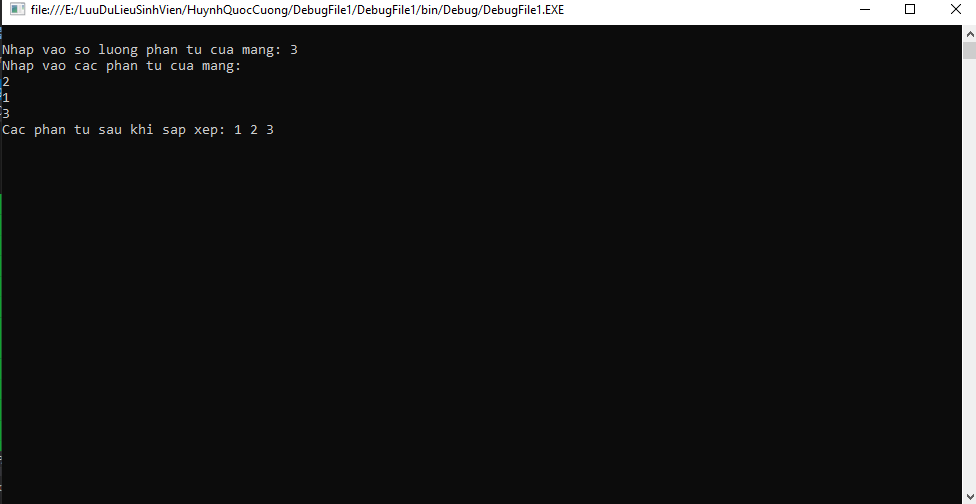 file:///E:/LuuDuLieuSinhVien/HuynhQuocCuong/DebugFile1/DebugFile1/bin/Debug/DebugFile1.EXE
Nhap vao so luong phan tu cua mang: 3
Nhap vao cac phan tu cua mang:
2
1
3
Cac phan tu sau khi sap xep: 1 2 3